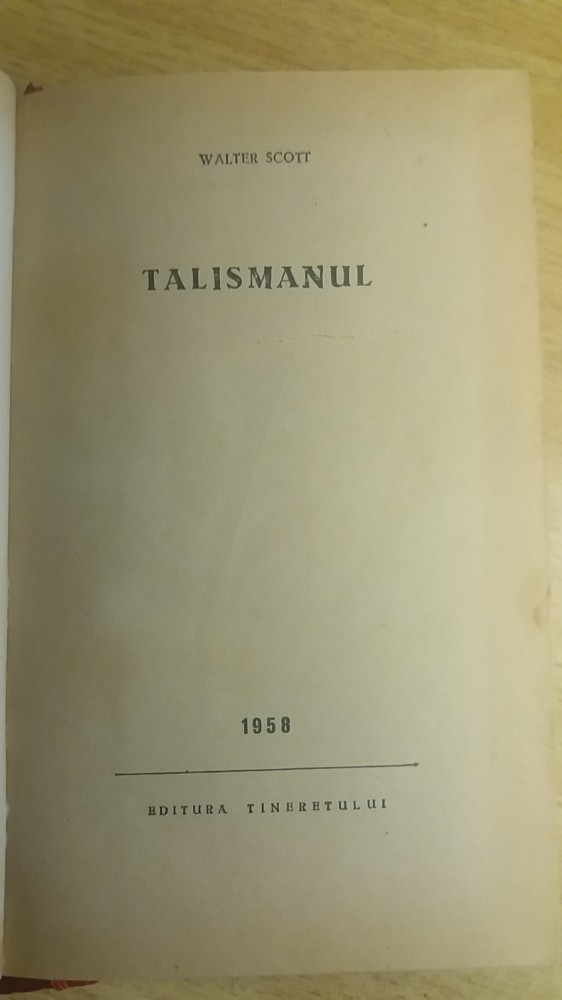 WALTER SCOTT
TALISMANUL
1958
EDITURA TINERETULUI